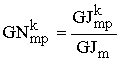 GN^k_mp = GJ^k_mp / GJ_m